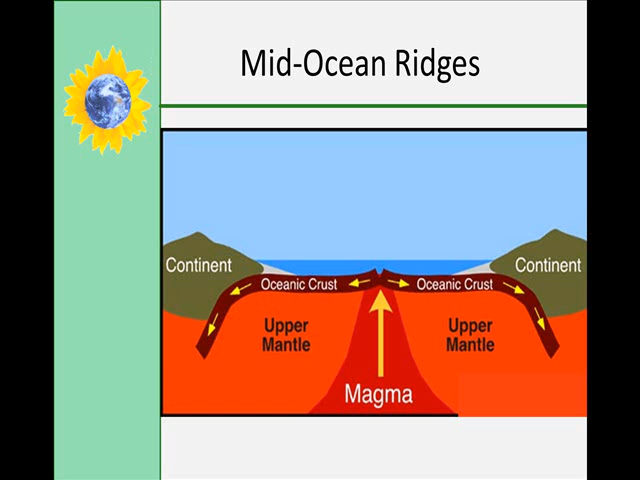 Mid-Ocean Ridges
Continent
Continent
Oceanic Crust
Oceanic Crust
Upper
Mantle
Upper
Mantle
Magma